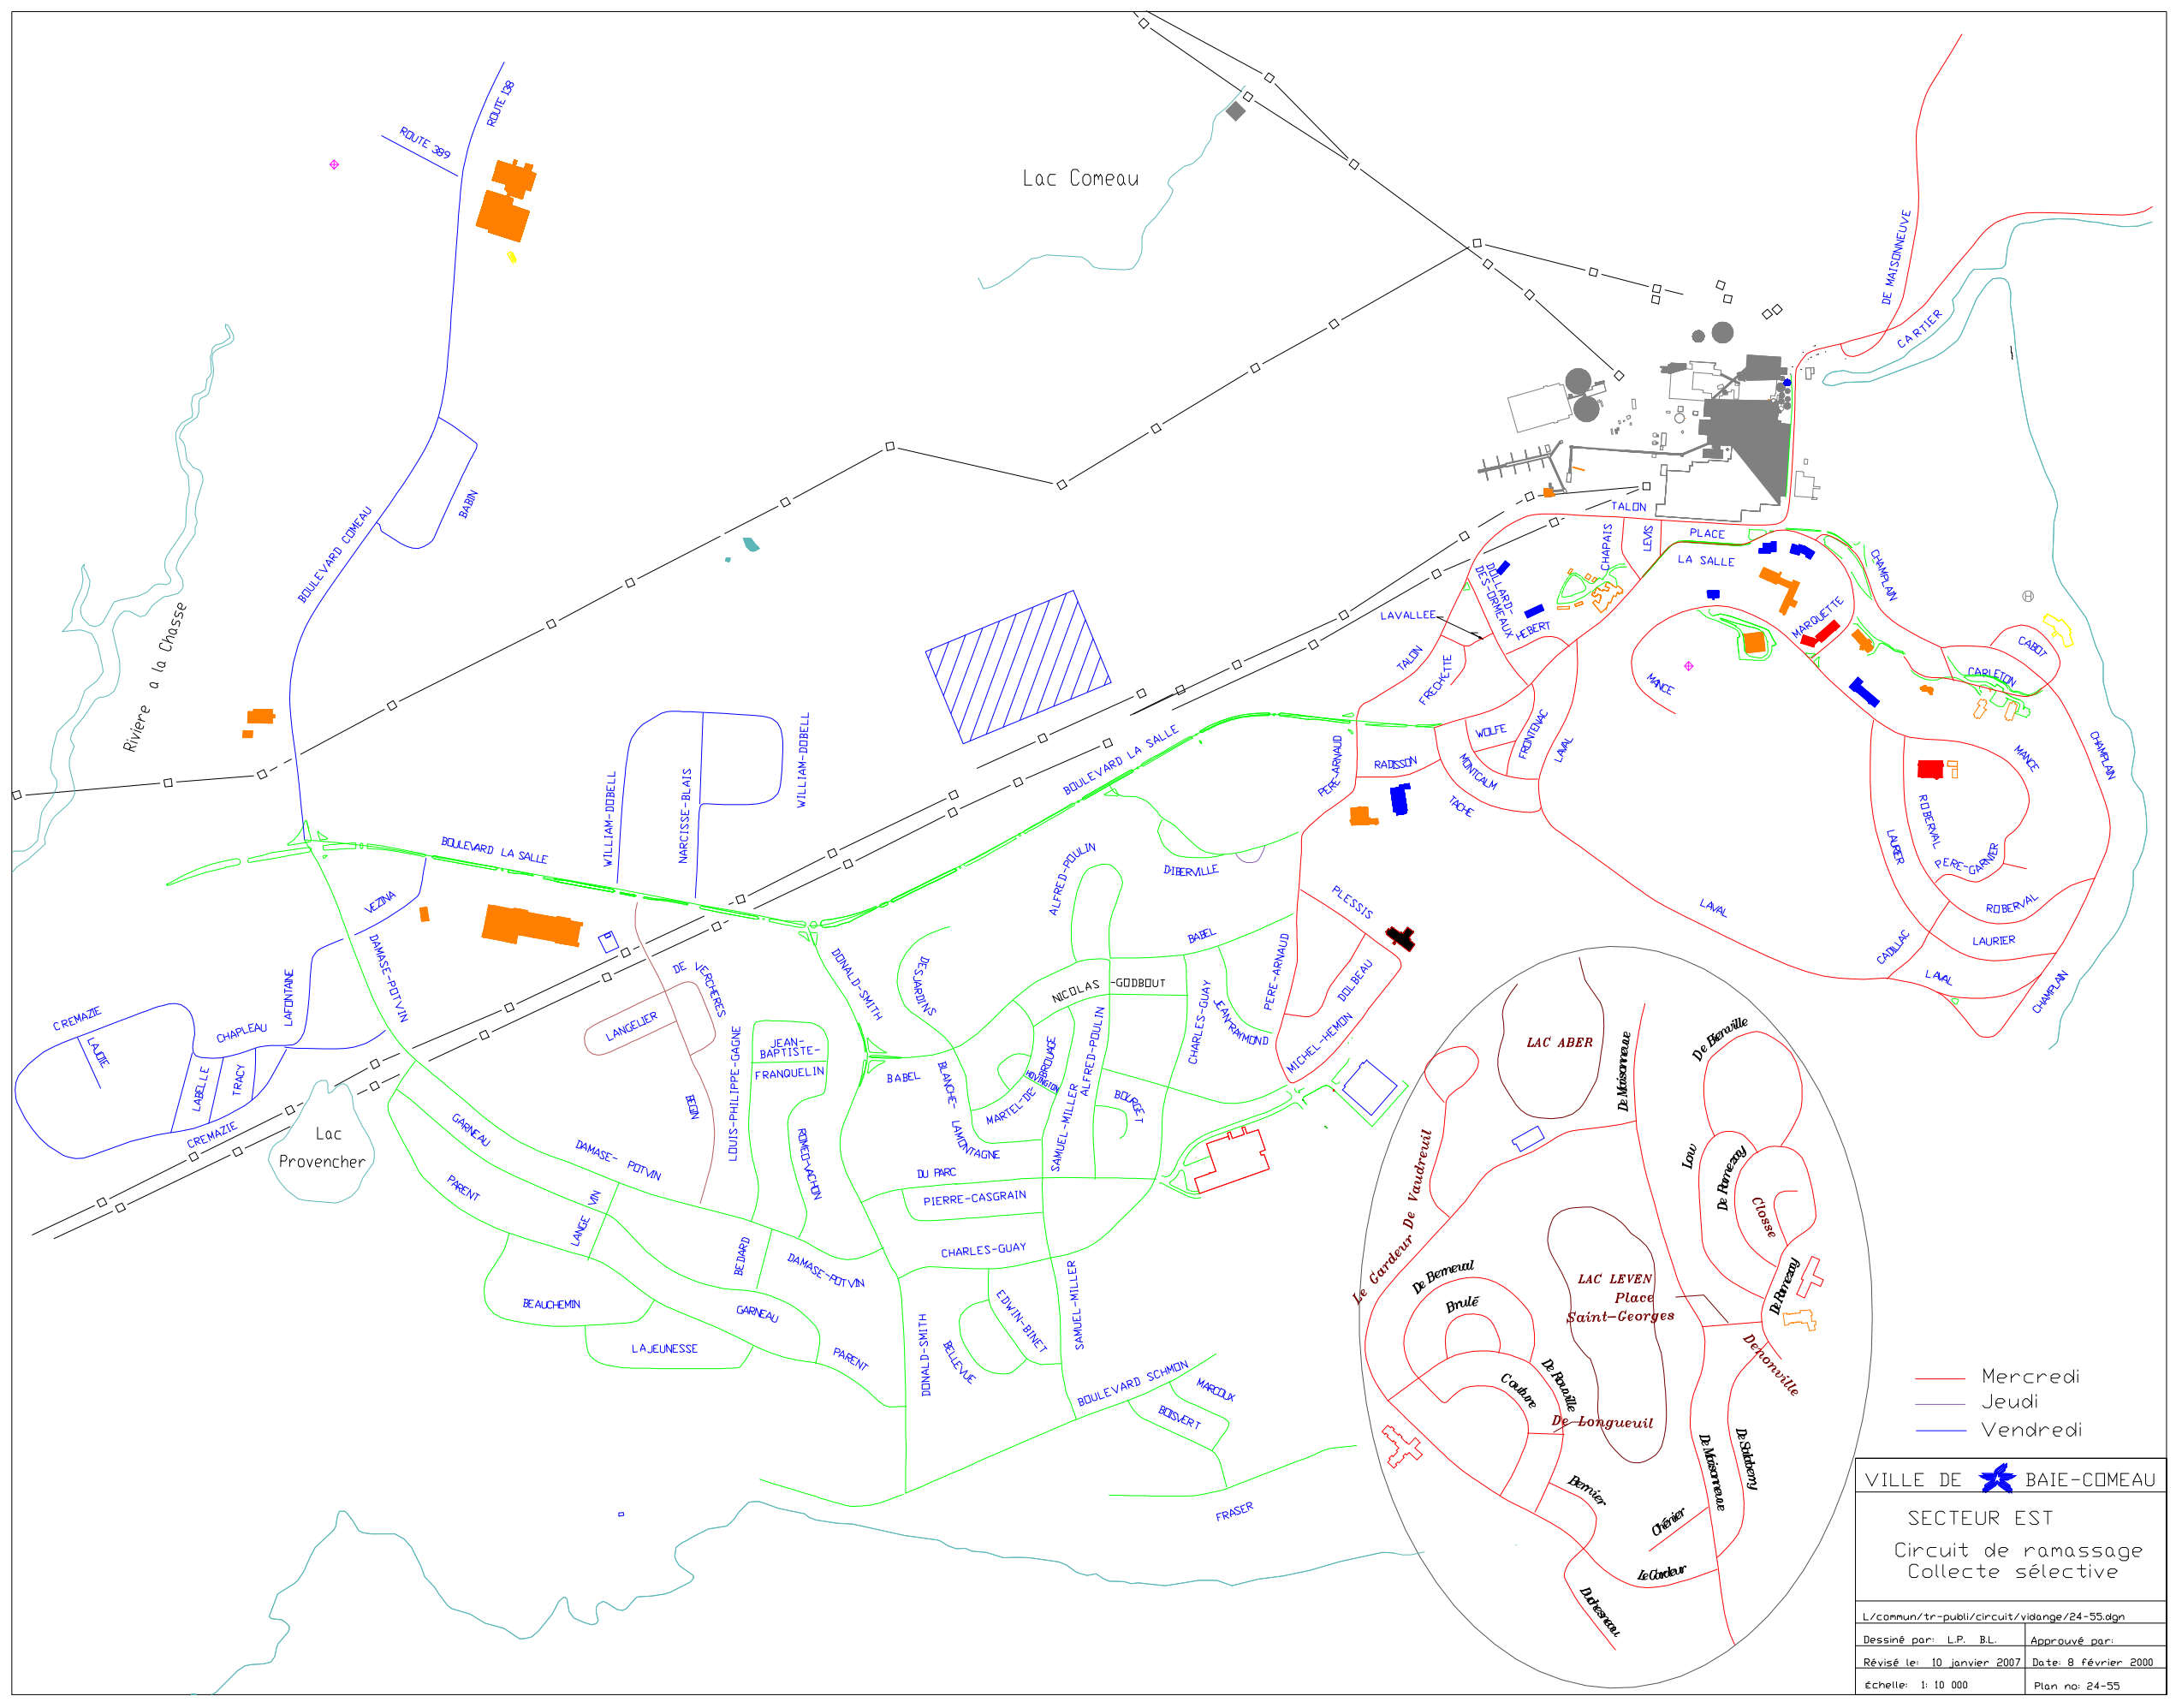 ROUTE 138
ROUTE 389
Lac Comeau
DE MAISONNEUVE
CARTIER
BABIN
BOULEVARD COMEAU
Riviere a la Chasse
TALON
PLACE
LA SALLE
CHAPAIS
LEVIS
CHAMPLAIN
DOLLARD-
DES-ORMEAUX
LAVALLEE
HEBERT
MARQUETTE
TALON
FRECHETTE
MANCE
CABOT
CARLETON
WILLIAM-DOBELL
NARCISSE-BLAIS
WILLIAM-DOBELL
BOULEVARD LA SALLE
PERE-ARNAUD
RADISSON
WOLFE
FRONTENAC
MONTCALM
LAVAL
TACHE
MANCE
CHAMPLAIN
ROBERVAL
LAURIER
PERE-GARNIER
BOULEVARD LA SALLE
ALFRED-POULIN
D'IBERVILLE
VEZINA
PLESSIS
LAVAL
ROBERVAL
LAURIER
CADILLAC
LAVAL
CHAMPLAIN
DAMASE-POTVIN
LAFONTAINE
DE VERCHERES
DONALD-SMITH
DESJARDINS
BABEL
NICOLAS -GODBOUT
PERE-ARNAUD
DOLBEAU
CREMAZIE
LAJOIE
CHAPLEAU
LANGELIER
LOUIS-PHILIPPE-GAGNE
JEAN-
BAPTISTE-
FRANQUELIN
BABEL
CHARLES-GUAY
JEAN-RAYMOND
MICHEL-HEMON
LABELLE
TRACY
CREMAZIE
BEGIN
ROMEO-VACHON
BLANCHE-
LAMONTAGNE
MARTEL-DE-BROUAGE
HOVINGTON
ALFRED-POULIN
SAMUEL-MILLER
BOURGET
Lac
Provencher
GARNEAU
DAMASE- POTVIN
PARENT
LANGE VIN
DU PARC
PIERRE-CASGRAIN
CHARLES-GUAY
BEDARD
DAMASE-POTVIN
BEAUCHEMIN
GARNEAU
LAJEUNESSE
PARENT
DONALD-SMITH
BELLEVUE
EDWIN-BINET
SAMUEL-MILLER
BOULEVARD SCHMON
MARCOUX
BOISVERT
FRASER
LAC ABER
De Maisonneuve
De Bienville
Low
De Ramezay
Closse
De Ramezay
Le Gardeur De Vaudreuil
De Berneval
Brulé
LAC LEVEN
Place
Saint-Georges
Denonville
De Rouville
Couture
De Longueuil
Bernier
De Maisonneuve
De Salaberry
Chénier
Le Gardeur
Duchesneau
Mercredi
Jeudi
Vendredi
VILLE DE BAIE-COMEAU
SECTEUR EST
Circuit de ramassage
Collecte sélective
L/commun/tr-publi/circuit/vidange/24-55.dgn
Dessiné par: L.P. B.L.
Approuvé par:
Révisé le: 10 janvier 2007
Date: 8 février 2000
Échelle: 1: 10 000
Plan no: 24-55